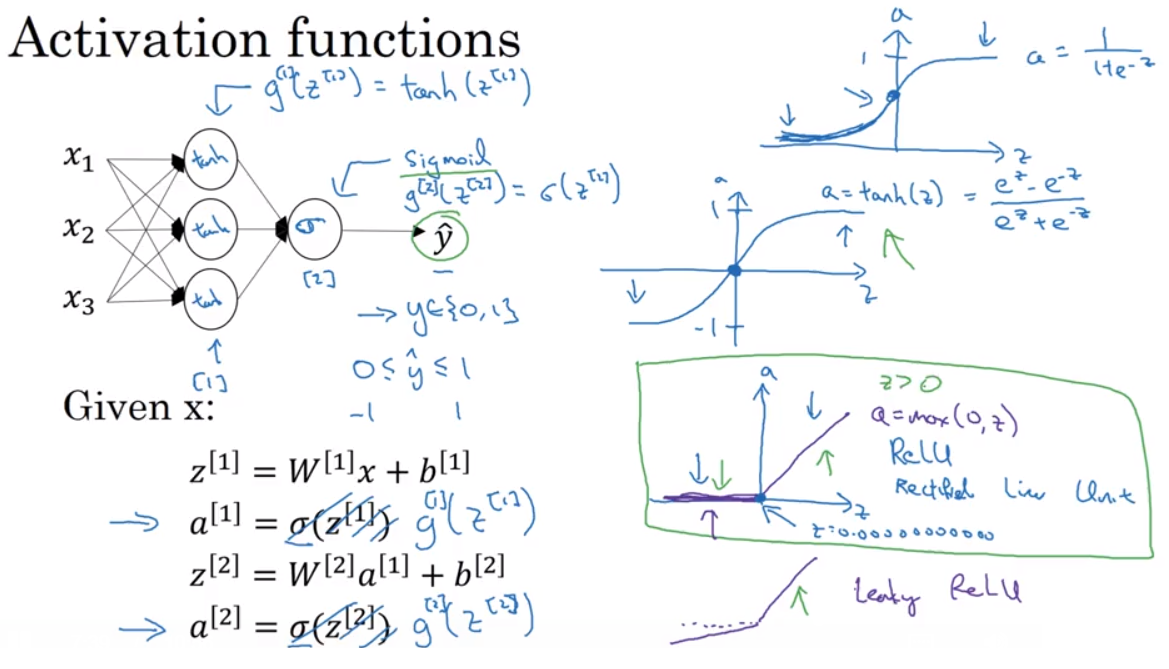 Activation functions
g^[1](z^[1]) = tanh(z^[1])
x₁
x₂
x₃
tanh
tanh
tanh
[1]
σ
[2]
Sigmoid
g^[2](z^[2]) = σ(z^[2])
ŷ
→ y∈{0,1}
0 ≤ ŷ ≤ 1
-1 1
Given x:
z^[1] = W^[1]x + b^[1]
→ a^[1] = σ(z^[1]) g^[1](z^[1])
z^[2] = W^[2]a^[1] + b^[2]
→ a^[2] = σ(z^[2]) g^[2](z^[2])
a
1
z
a = 1/(1+e^-z)
a
1
-1
z
a = tanh(z) = (e^z - e^-z)/(e^z + e^-z)
a
z
z > 0
a = max(0,z)
ReLU
Rectified Unit
z=0.00000000000
Leaky ReLU